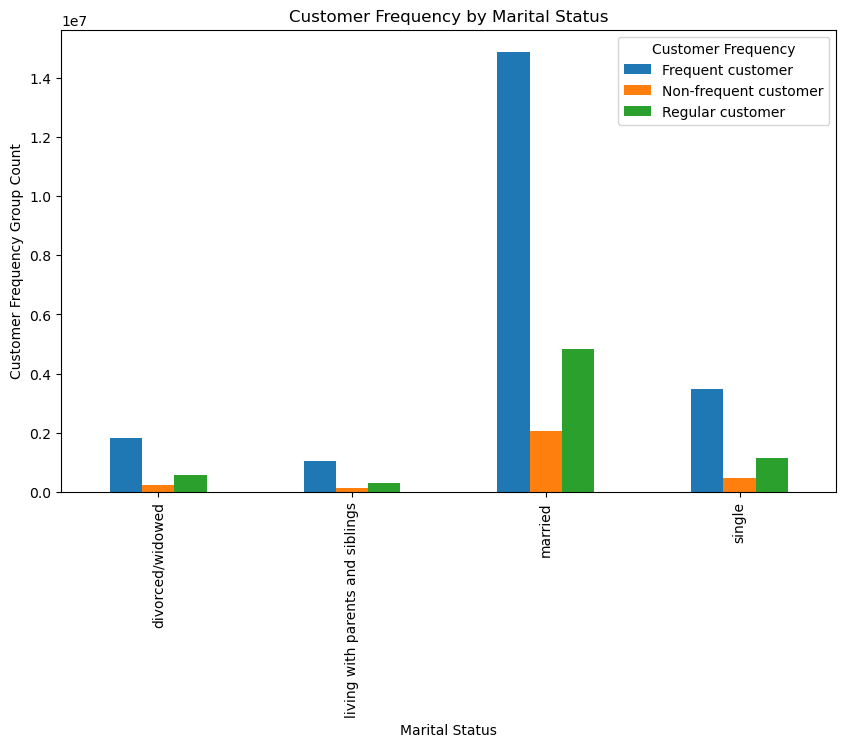 Customer Frequency by Marital Status
1e7
Customer Frequency
Frequent customer
Non-frequent customer
Regular customer
1.4
1.2
1.0
0.8
0.6
0.4
0.2
0.0
Customer Frequency Group Count
divorced/widowed
living with parents and siblings
married
single
Marital Status